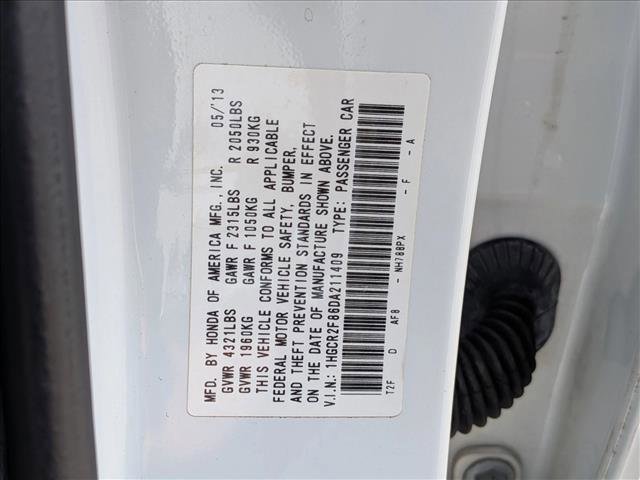 MFD. BY HONDA OF AMERICA MFG., INC. 05/'13
GVWR 4321LBS GAWR F 2315LBS R 2050LBS
GVWR 1960KG GAWR F 1050KG R 930KG
THIS VEHICLE CONFORMS TO ALL APPLICABLE
FEDERAL MOTOR VEHICLE SAFETY, BUMPER,
AND THEFT PREVENTION STANDARDS IN EFFECT
ON THE DATE OF MANUFACTURE SHOWN ABOVE.
V.I.N.: 1HGCR2F86DA211409 TYPE: PASSENGER CAR
T2F D AF8 - NH788PX - F - A